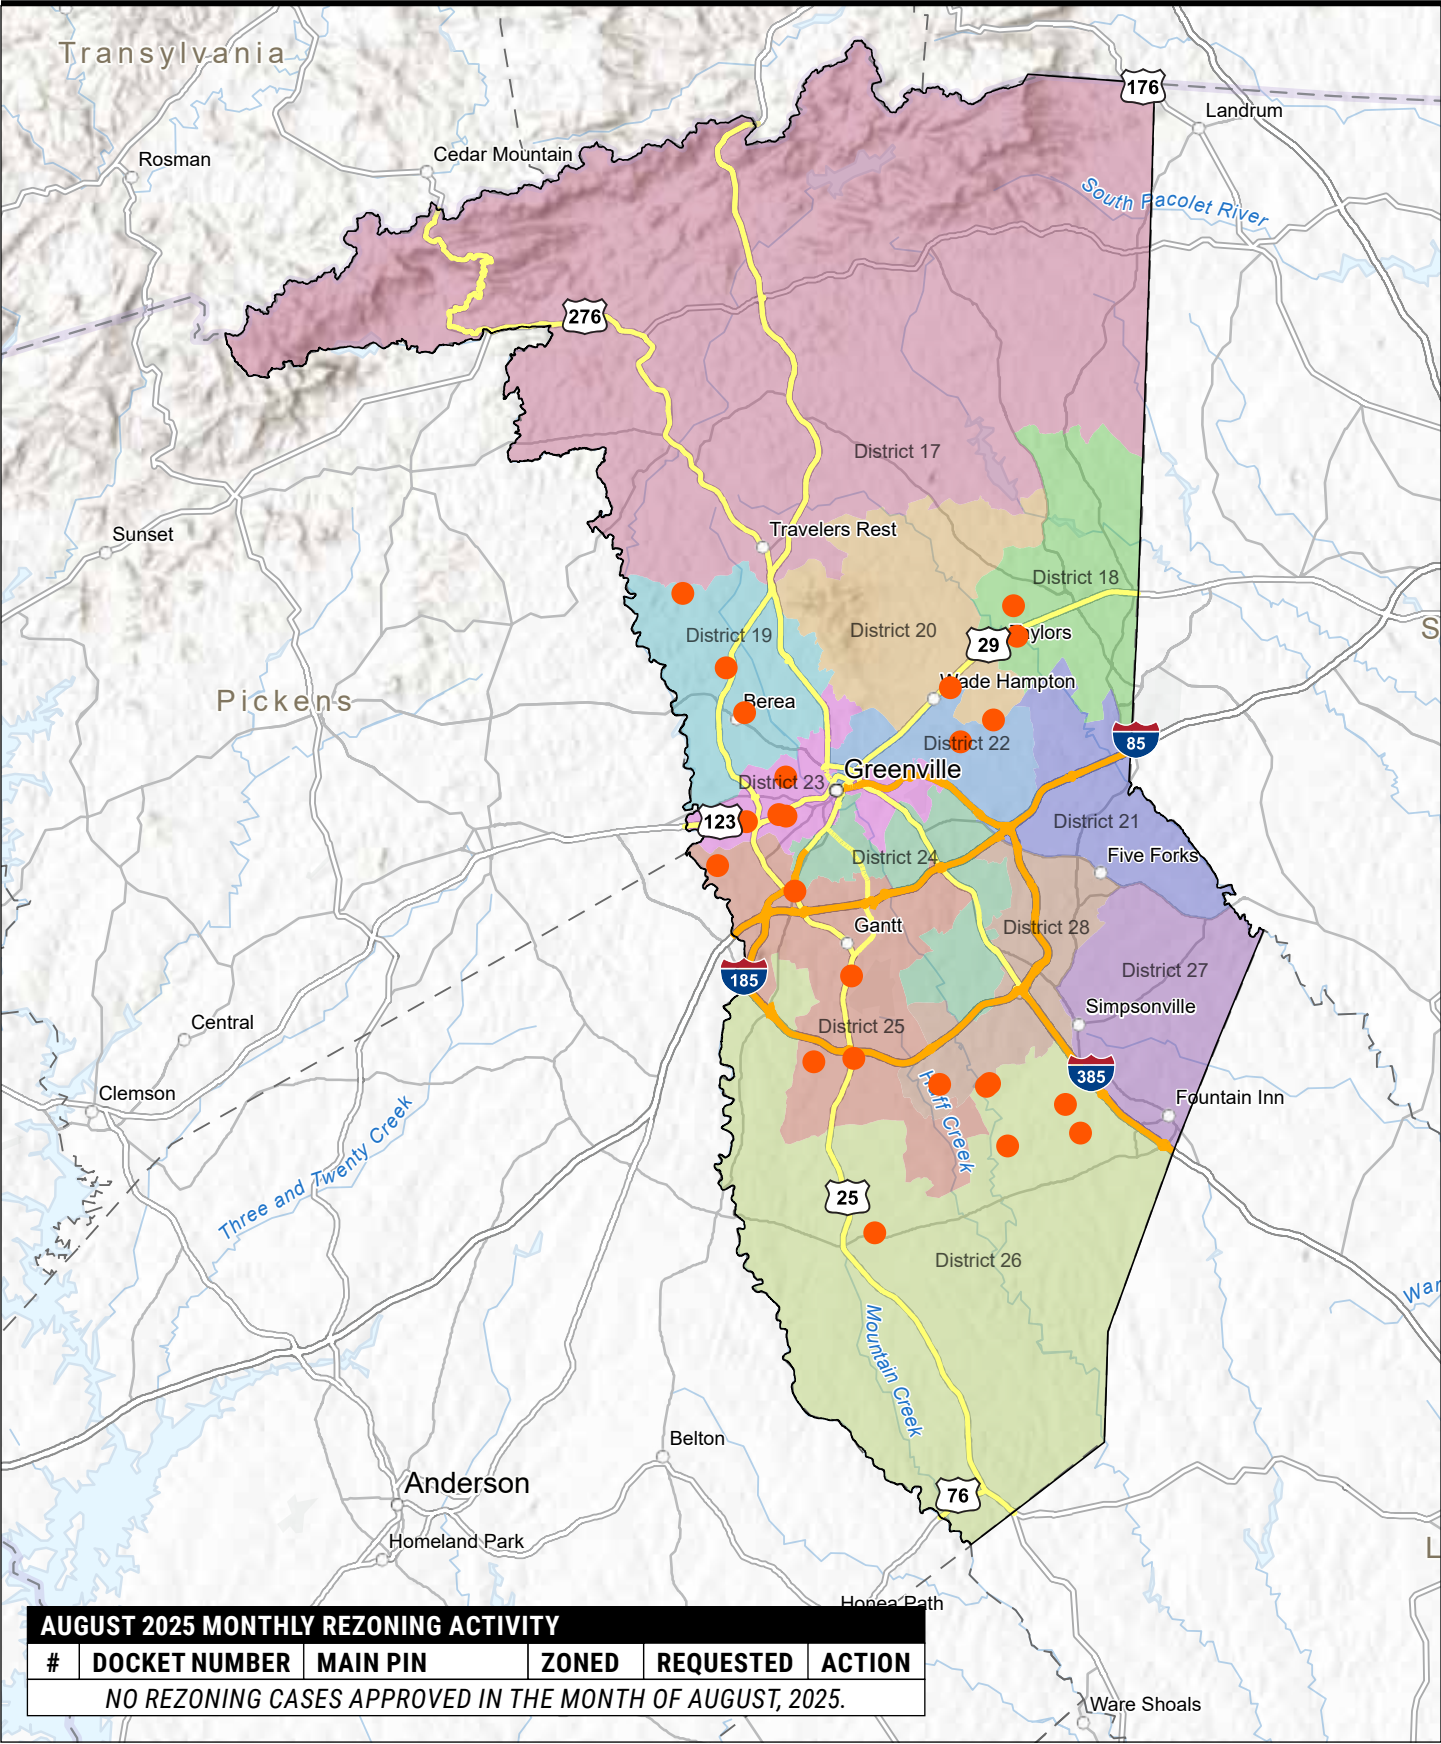 Transylvania
176
Landrum
Rosman
Cedar Mountain
South Pacolet River
276
District 17
Travelers Rest
Sunset
District 18
District 19
District 20
29
Taylors
Pickens
Wade Hampton
Berea
District 22
85
Greenville
District 23
123
District 21
District 24
Five Forks
Gantt
District 28
District 27
185
Simpsonville
Central
District 25
385
Clemson
Huff Creek
Fountain Inn
Three and Twenty Creek
25
District 26
Mountain Creek
Belton
Anderson
76
Homeland Park
Honea Path
AUGUST 2025 MONTHLY REZONING ACTIVITY
# DOCKET NUMBER MAIN PIN ZONED REQUESTED ACTION
NO REZONING CASES APPROVED IN THE MONTH OF AUGUST, 2025.
Ware Shoals